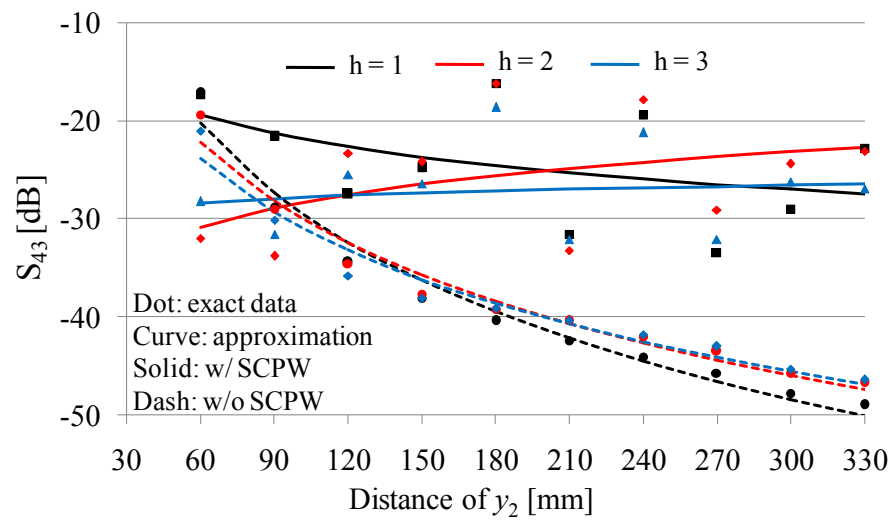 -10
-20
-30
-40
-50
S43 [dB]
h = 1
h = 2
h = 3
Dot: exact data
Curve: approximation
Solid: w/ SCPW
Dash: w/o SCPW
30 60 90 120 150 180 210 240 270 300 330
Distance of y2 [mm]